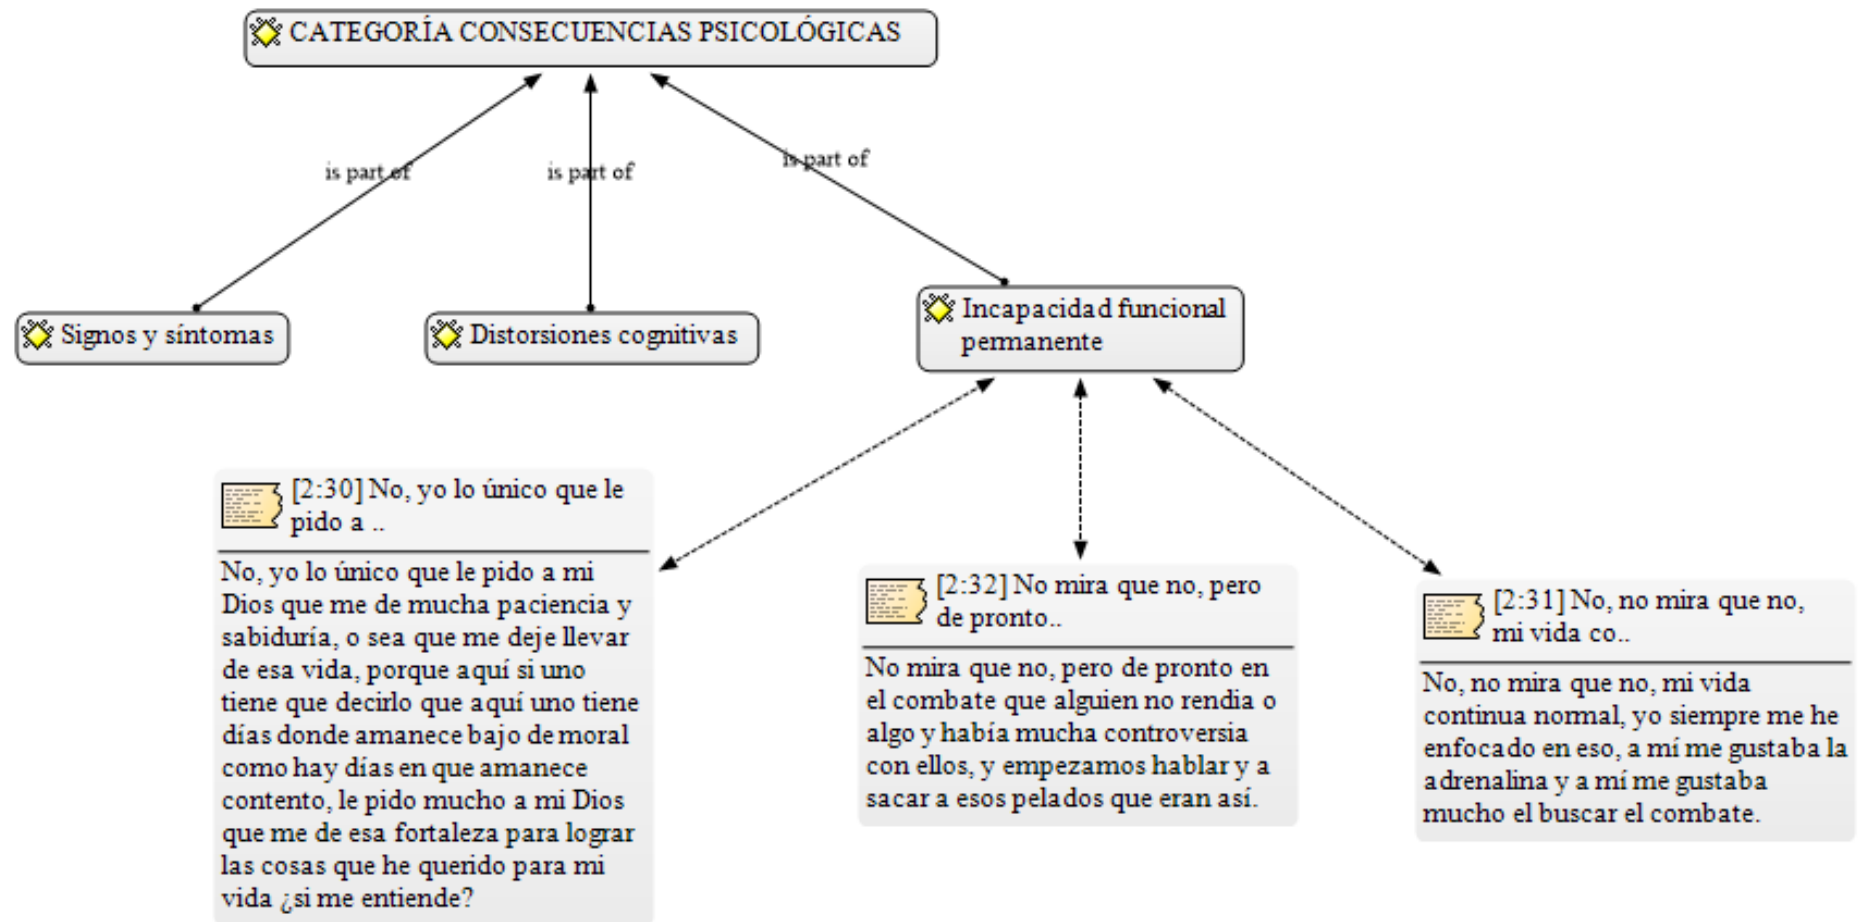 CATEGORÍA CONSECUENCIAS PSICOLÓGICAS
is part of
is part of
is part of
Signos y síntomas
Distorsiones cognitivas
Incapacidad funcional
permanente
[2:30] No, yo lo único que le
pido a ..
No, yo lo único que le pido a mi
Dios que me de mucha paciencia y
sabiduría, o sea que me deje llevar
de esa vida, porque aquí si uno
tiene que decirlo que aquí uno tiene
días donde amanece bajo de moral
como hay días en que amanece
contento, le pido mucho a mi Dios
que me de esa fortaleza para lograr
las cosas que he querido para mi
vida ¿si me entiende?
[2:32] No mira que no, pero
de pronto..
No mira que no, pero de pronto en
el combate que alguien no rendia o
algo y había mucha controversia
con ellos, y empezamos hablar y a
sacar a esos pelados que eran así.
[2:31] No, no mira que no,
mi vida co..
No, no mira que no, mi vida
continua normal, yo siempre me he
enfocado en eso, a mí me gustaba la
adrenalina y a mí me gustaba
mucho el buscar el combate.